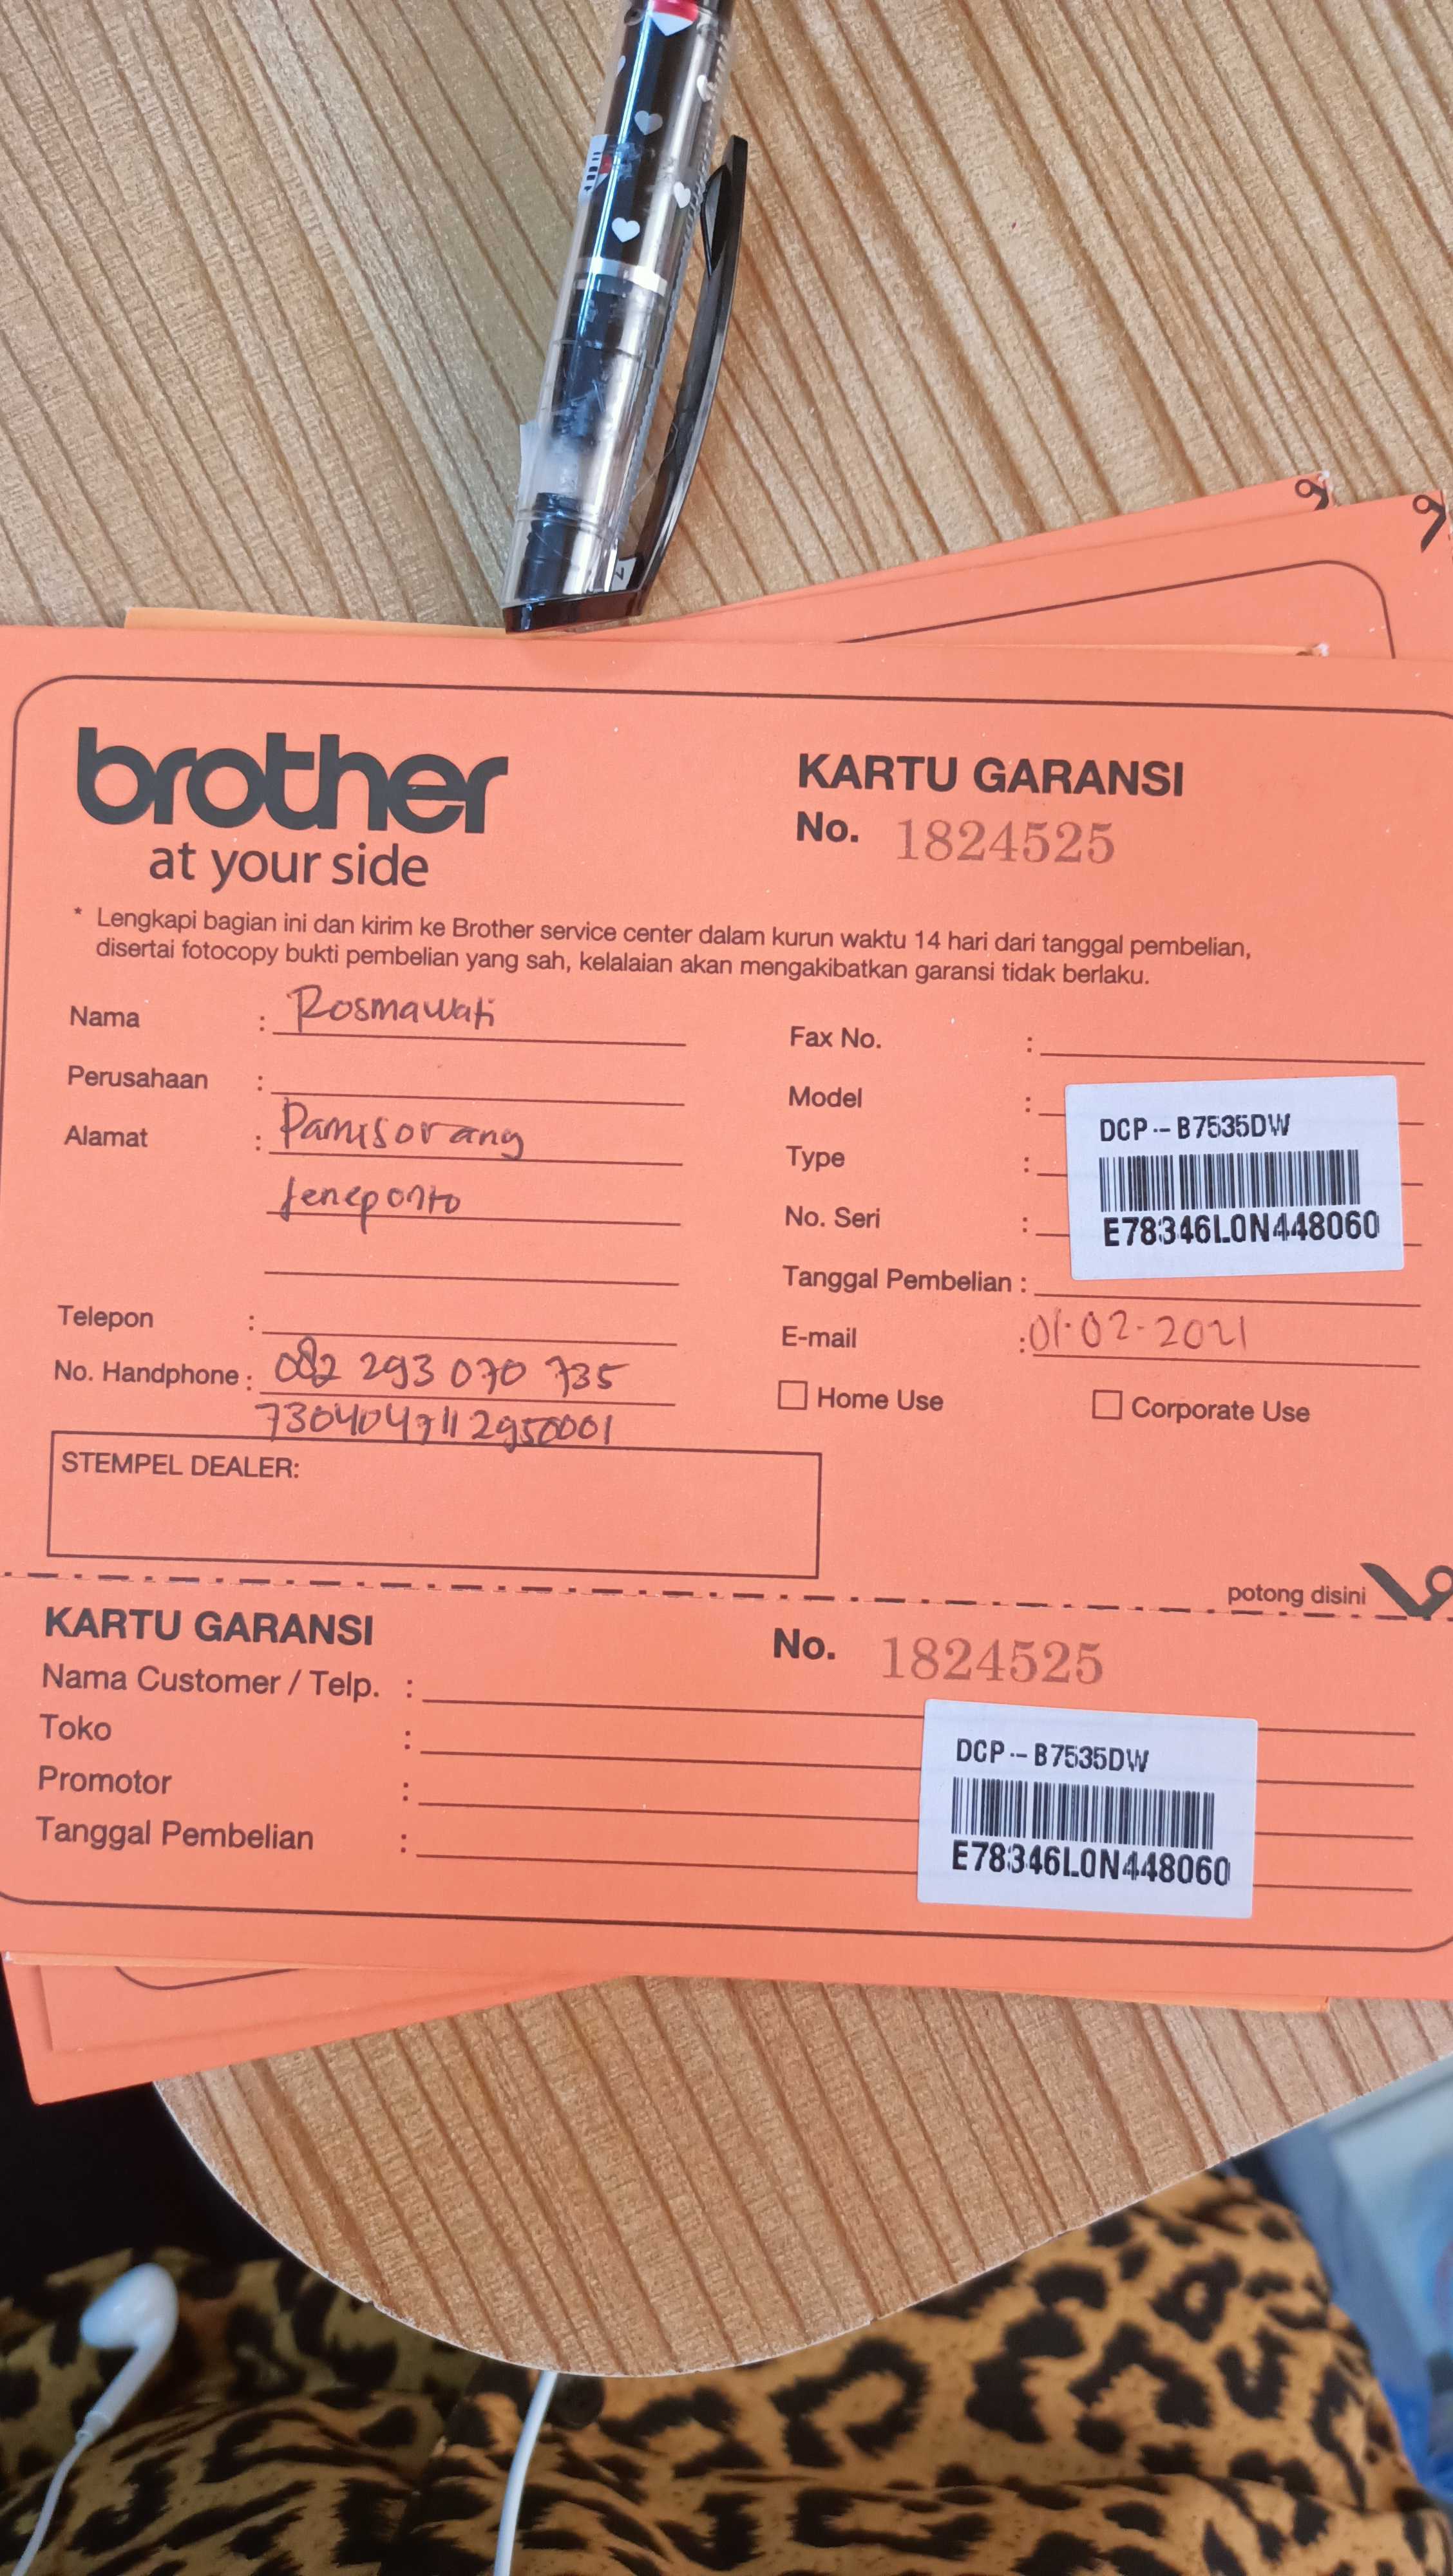 brother
at your side
KARTU GARANSI
No. 1824525
* Lengkapi bagian ini dan kirim ke Brother service center dalam kurun waktu 14 hari dari tanggal pembelian,
disertai fotocopy bukti pembelian yang sah, kelalaian akan mengakibatkan garansi tidak berlaku.
Nama : Rosmawati
Perusahaan :
Alamat : Pamisorang
Jeneponto
Telepon :
No. Handphone : 082 293 070 735
7304047112950001
STEMPEL DEALER:
Fax No. :
Model :
Type :
No. Seri :
DCP-B7535DW
E78346L0N448060
Tanggal Pembelian :
E-mail : 01-02-2021
Home Use
Corporate Use
potong disini
KARTU GARANSI
No. 1824525
Nama Customer / Telp. :
Toko :
Promotor :
Tanggal Pembelian :
DCP-B7535DW
E78346L0N448060